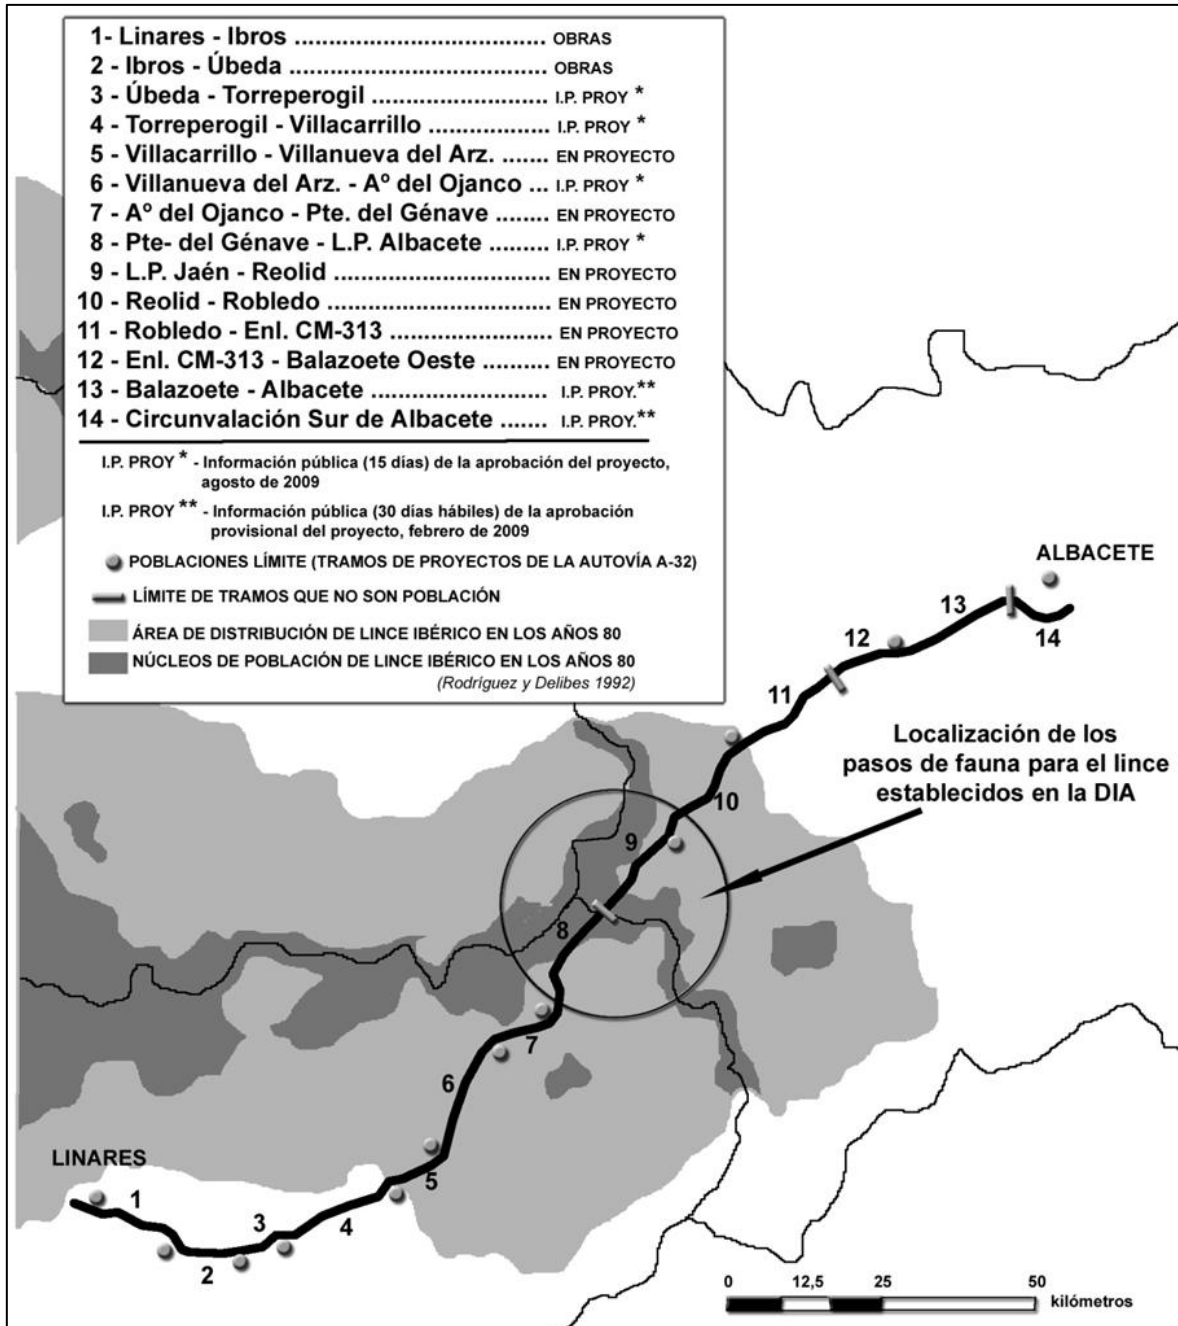 1- Linares - Ibros ..................................... OBRAS
2 - Ibros - Úbeda ...................................... OBRAS
3 - Úbeda - Torreperogil .......................... I.P. PROY *
4 - Torreperogil - Villacarrillo .................. I.P. PROY *
5 - Villacarrillo - Villanueva del Arz. ....... EN PROYECTO
6 - Villanueva del Arz. - Aº del Ojanco ... I.P. PROY *
7 - Aº del Ojanco - Pte. del Génave ........ EN PROYECTO
8 - Pte- del Génave - L.P. Albacete ......... I.P. PROY *
9 - L.P. Jaén - Reolid ................................ EN PROYECTO
10 - Reolid - Robledo ................................. EN PROYECTO
11 - Robledo - Enl. CM-313 ........................ EN PROYECTO
12 - Enl. CM-313 - Balazoete Oeste .......... EN PROYECTO
13 - Balazoete - Albacete .......................... I.P. PROY.**
14 - Circunvalación Sur de Albacete ....... I.P. PROY.**
I.P. PROY * - Información pública (15 días) de la aprobación del proyecto,
agosto de 2009
I.P. PROY ** - Información pública (30 días hábiles) de la aprobación
provisional del proyecto, febrero de 2009
POBLACIONES LÍMITE (TRAMOS DE PROYECTOS DE LA AUTOVÍA A-32)
LÍMITE DE TRAMOS QUE NO SON POBLACIÓN
ÁREA DE DISTRIBUCIÓN DE LINCE IBÉRICO EN LOS AÑOS 80
NÚCLEOS DE POBLACIÓN DE LINCE IBÉRICO EN LOS AÑOS 80
(Rodríguez y Delibes 1992)
ALBACETE
13
14
12
11
Localización de los
pasos de fauna para el lince
establecidos en la DIA
10
9
8
7
6
LINARES
5
1
3
4
2
0 12,5 25 50
kilómetros